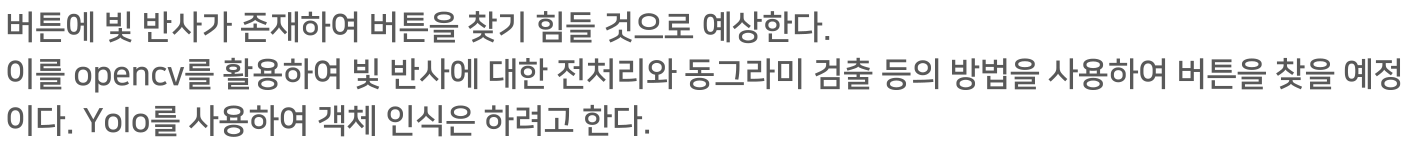 버튼에 빛 반사가 존재하여 버튼을 찾기 힘들 것으로 예상한다.
이를 opencv를 활용하여 빛 반사에 대한 전처리와 동그라미 검출 등의 방법을 사용하여 버튼을 찾을 예정
이다. Yolo를 사용하여 객체 인식은 하려고 한다.